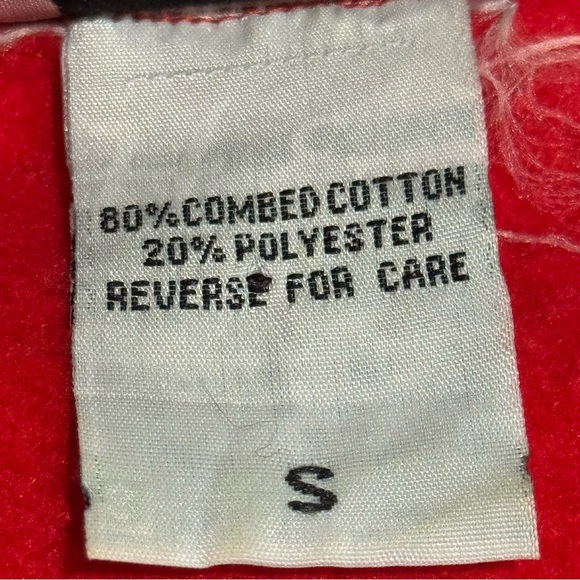 80% COMBED COTTON
20% POLYESTER
REVERSE FOR CARE
S